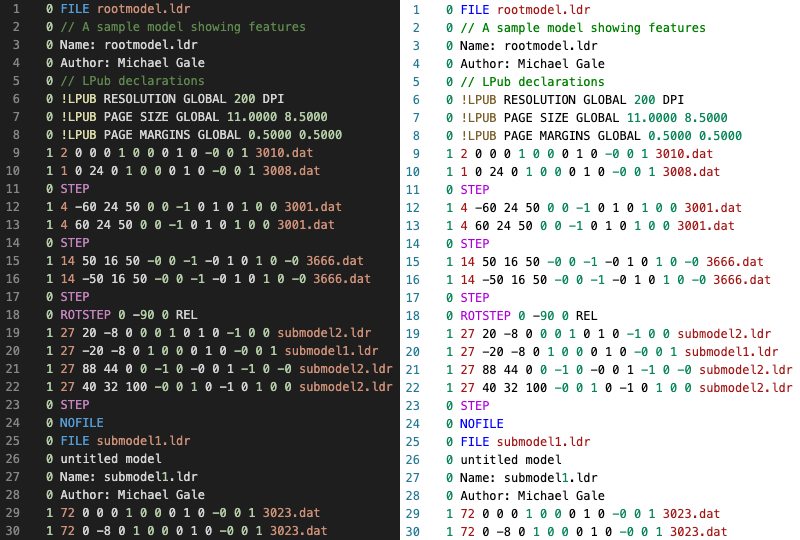 1 0 FILE rootmodel.ldr
2 0 // A sample model showing features
3 0 Name: rootmodel.ldr
4 0 Author: Michael Gale
5 0 // LPub declarations
6 0 !LPUB RESOLUTION GLOBAL 200 DPI
7 0 !LPUB PAGE SIZE GLOBAL 11.0000 8.5000
8 0 !LPUB PAGE MARGINS GLOBAL 0.5000 0.5000
9 1 2 0 0 0 1 0 0 0 1 0 -0 0 1 3010.dat
10 1 1 0 24 0 1 0 0 0 1 0 -0 0 1 3008.dat
11 0 STEP
12 1 4 -60 24 50 0 0 -1 0 1 0 1 0 0 3001.dat
13 1 4 60 24 50 0 0 -1 0 1 0 1 0 0 3001.dat
14 0 STEP
15 1 14 50 16 50 -0 0 -1 -0 1 0 1 0 -0 3666.dat
16 1 14 -50 16 50 -0 0 -1 -0 1 0 1 0 -0 3666.dat
17 0 STEP
18 0 ROTSTEP 0 -90 0 REL
19 1 27 20 -8 0 0 0 1 0 1 0 -1 0 0 submodel2.ldr
20 1 27 -20 -8 0 1 0 0 0 1 0 -0 0 1 submodel1.ldr
21 1 27 88 44 0 0 -1 0 -0 0 1 -1 0 -0 submodel2.ldr
22 1 27 40 32 100 -0 0 1 0 -1 0 1 0 0 submodel2.ldr
23 0 STEP
24 0 NOFILE
25 0 FILE submodel1.ldr
26 0 untitled model
27 0 Name: submodel1.ldr
28 0 Author: Michael Gale
29 1 72 0 0 0 1 0 0 0 1 0 -0 0 1 3023.dat
30 1 72 0 -8 0 1 0 0 0 1 0 -0 0 1 3023.dat
1 0 FILE rootmodel.ldr
2 0 // A sample model showing features
3 0 Name: rootmodel.ldr
4 0 Author: Michael Gale
5 0 // LPub declarations
6 0 !LPUB RESOLUTION GLOBAL 200 DPI
7 0 !LPUB PAGE SIZE GLOBAL 11.0000 8.5000
8 0 !LPUB PAGE MARGINS GLOBAL 0.5000 0.5000
9 1 2 0 0 0 1 0 0 0 1 0 -0 0 1 3010.dat
10 1 1 0 24 0 1 0 0 0 1 0 -0 0 1 3008.dat
11 0 STEP
12 1 4 -60 24 50 0 0 -1 0 1 0 1 0 0 3001.dat
13 1 4 60 24 50 0 0 -1 0 1 0 1 0 0 3001.dat
14 0 STEP
15 1 14 50 16 50 -0 0 -1 -0 1 0 1 0 -0 3666.dat
16 1 14 -50 16 50 -0 0 -1 -0 1 0 1 0 -0 3666.dat
17 0 STEP
18 0 ROTSTEP 0 -90 0 REL
19 1 27 20 -8 0 0 0 1 0 1 0 -1 0 0 submodel2.ldr
20 1 27 -20 -8 0 1 0 0 0 1 0 -0 0 1 submodel1.ldr
21 1 27 88 44 0 0 -1 0 -0 0 1 -1 0 -0 submodel2.ldr
22 1 27 40 32 100 -0 0 1 0 -1 0 1 0 0 submodel2.ldr
23 0 STEP
24 0 NOFILE
25 0 FILE submodel1.ldr
26 0 untitled model
27 0 Name: submodel1.ldr
28 0 Author: Michael Gale
29 1 72 0 0 0 1 0 0 0 1 0 -0 0 1 3023.dat
30 1 72 0 -8 0 1 0 0 0 1 0 -0 0 1 3023.dat